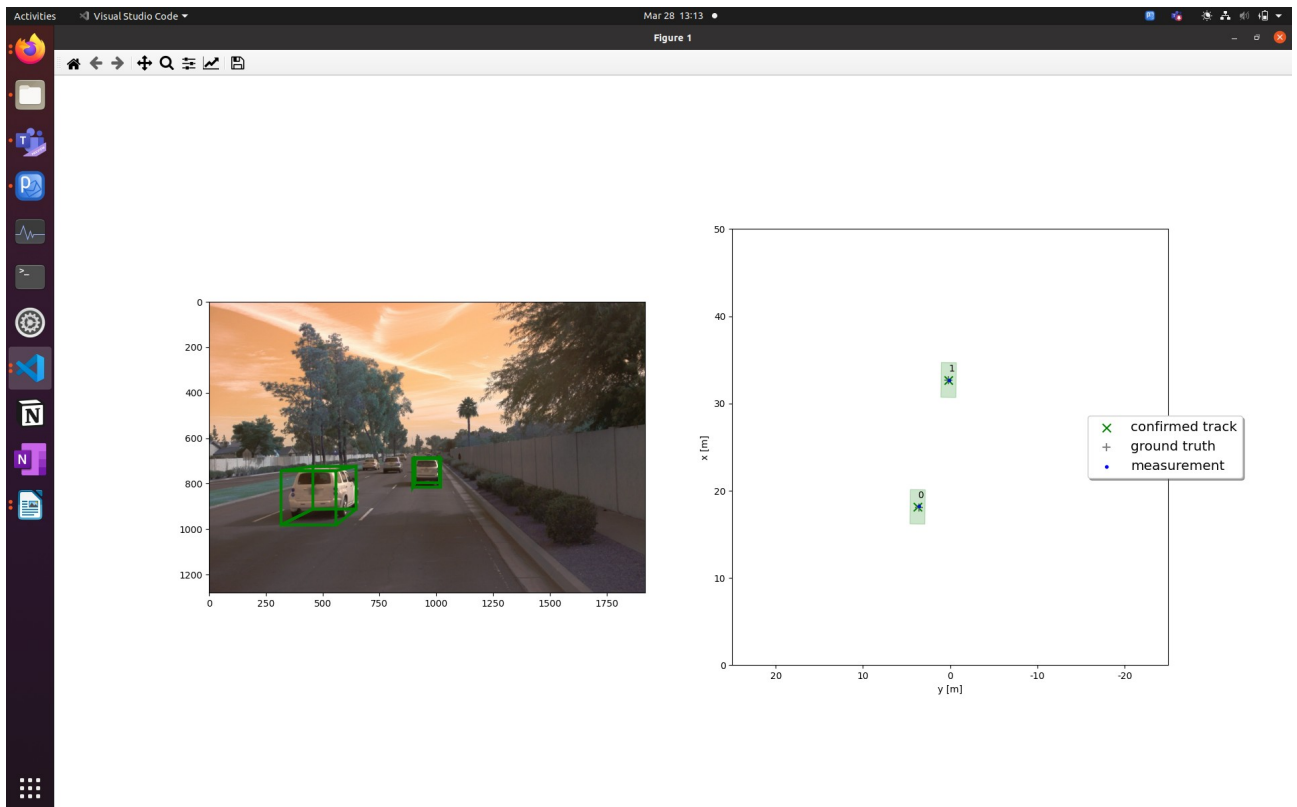 Activities
Visual Studio Code
Mar 28 13:13
Figure 1
0
200
400
600
800
1000
1200
0 250 500 750 1000 1250 1500 1750
50
40
30
20
10
0
x [m]
20 10 0 -10 -20
y [m]
1
0
confirmed track
ground truth
measurement